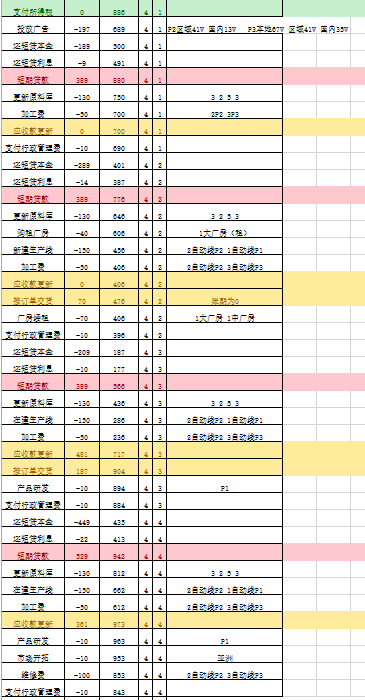 支付所得税 0 886 4 1
投放广告 -197 689 4 1 P2区域41W 国内13W P3本地67W 区域41W 国内35W
还短贷本金 -189 500 4 1
还短贷利息 -9 491 4 1
短期贷款 389 880 4 1
更新原料库 -130 750 4 1 3 2 5 3
加工费 -50 700 4 1 2P2 3P3
应收款更新 0 700 4 1
支付行政管理费 -10 690 4 1
还短贷本金 -289 401 4 2
还短贷利息 -14 387 4 2
短期贷款 389 776 4 2
更新原料库 -130 646 4 2 3 2 5 3
购租厂房 -40 606 4 2 1大厂房（租）
新建生产线 -150 456 4 2 2自动线P2 1自动线P1
加工费 -50 406 4 2 2自动线P2 3自动线P3
应收款更新 0 406 4 2
按订单交货 70 476 4 2 账期为0
厂房续租 -70 406 4 2 1大厂房 1中厂房
支付行政管理费 -10 396 4 2
还短贷本金 -209 187 4 3
还短贷利息 -10 177 4 3
短期贷款 389 566 4 3
更新原料库 -130 436 4 3 3 2 5 3
在建生产线 -150 286 4 3 2自动线P2 1自动线P1
加工费 -50 236 4 3 2自动线P2 3自动线P3
应收款更新 481 717 4 3
按订单交货 187 904 4 3
产品研发 -10 894 4 3 P1
支付行政管理费 -10 884 4 3
还短贷本金 -449 435 4 4
还短贷利息 -22 413 4 4
短期贷款 529 942 4 4
更新原料库 -130 812 4 4 3 2 5 3
在建生产线 -150 662 4 4 2自动线P2 1自动线P1
加工费 -50 612 4 4 2自动线P2 3自动线P3
应收款更新 361 973 4 4
产品研发 -10 963 4 4 P1
市场开拓 -10 953 4 4 亚洲
维修费 -100 853 4 4 2自动线P2 3自动线P3
支付行政管理费 -10 843 4 4